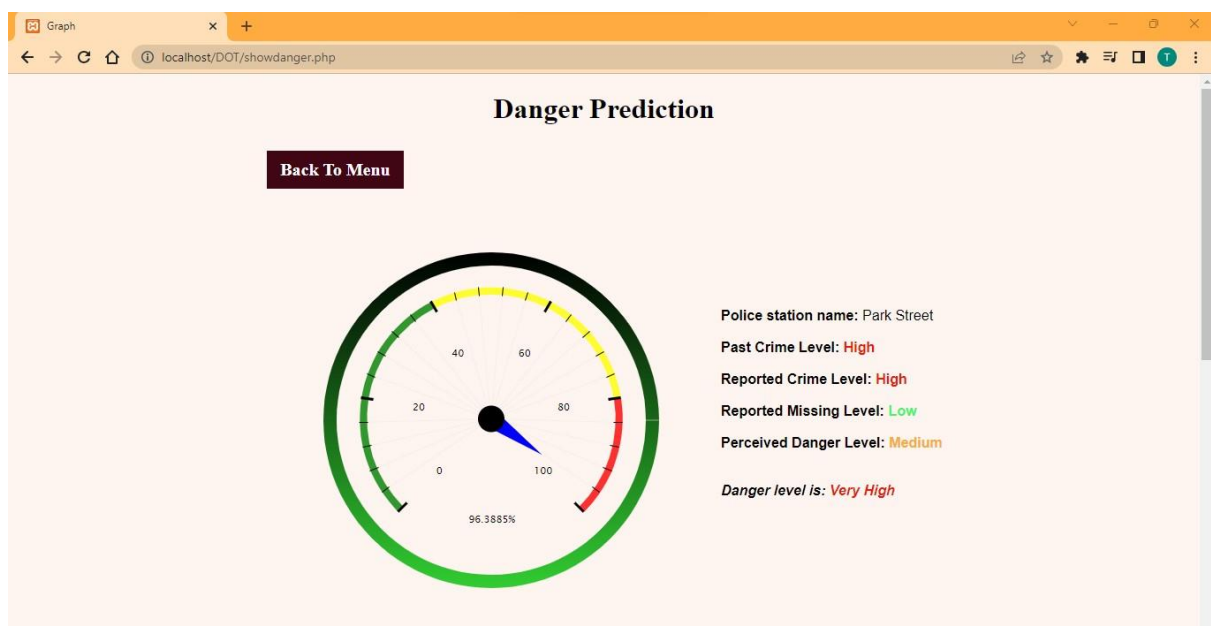 Graph
localhost/DOT/showdanger.php
T
Danger Prediction
Back To Menu
40 60
20 80
0 100
96.3885%
Police station name: Park Street
Past Crime Level: High
Reported Crime Level: High
Reported Missing Level: Low
Perceived Danger Level: Medium
Danger level is: Very High